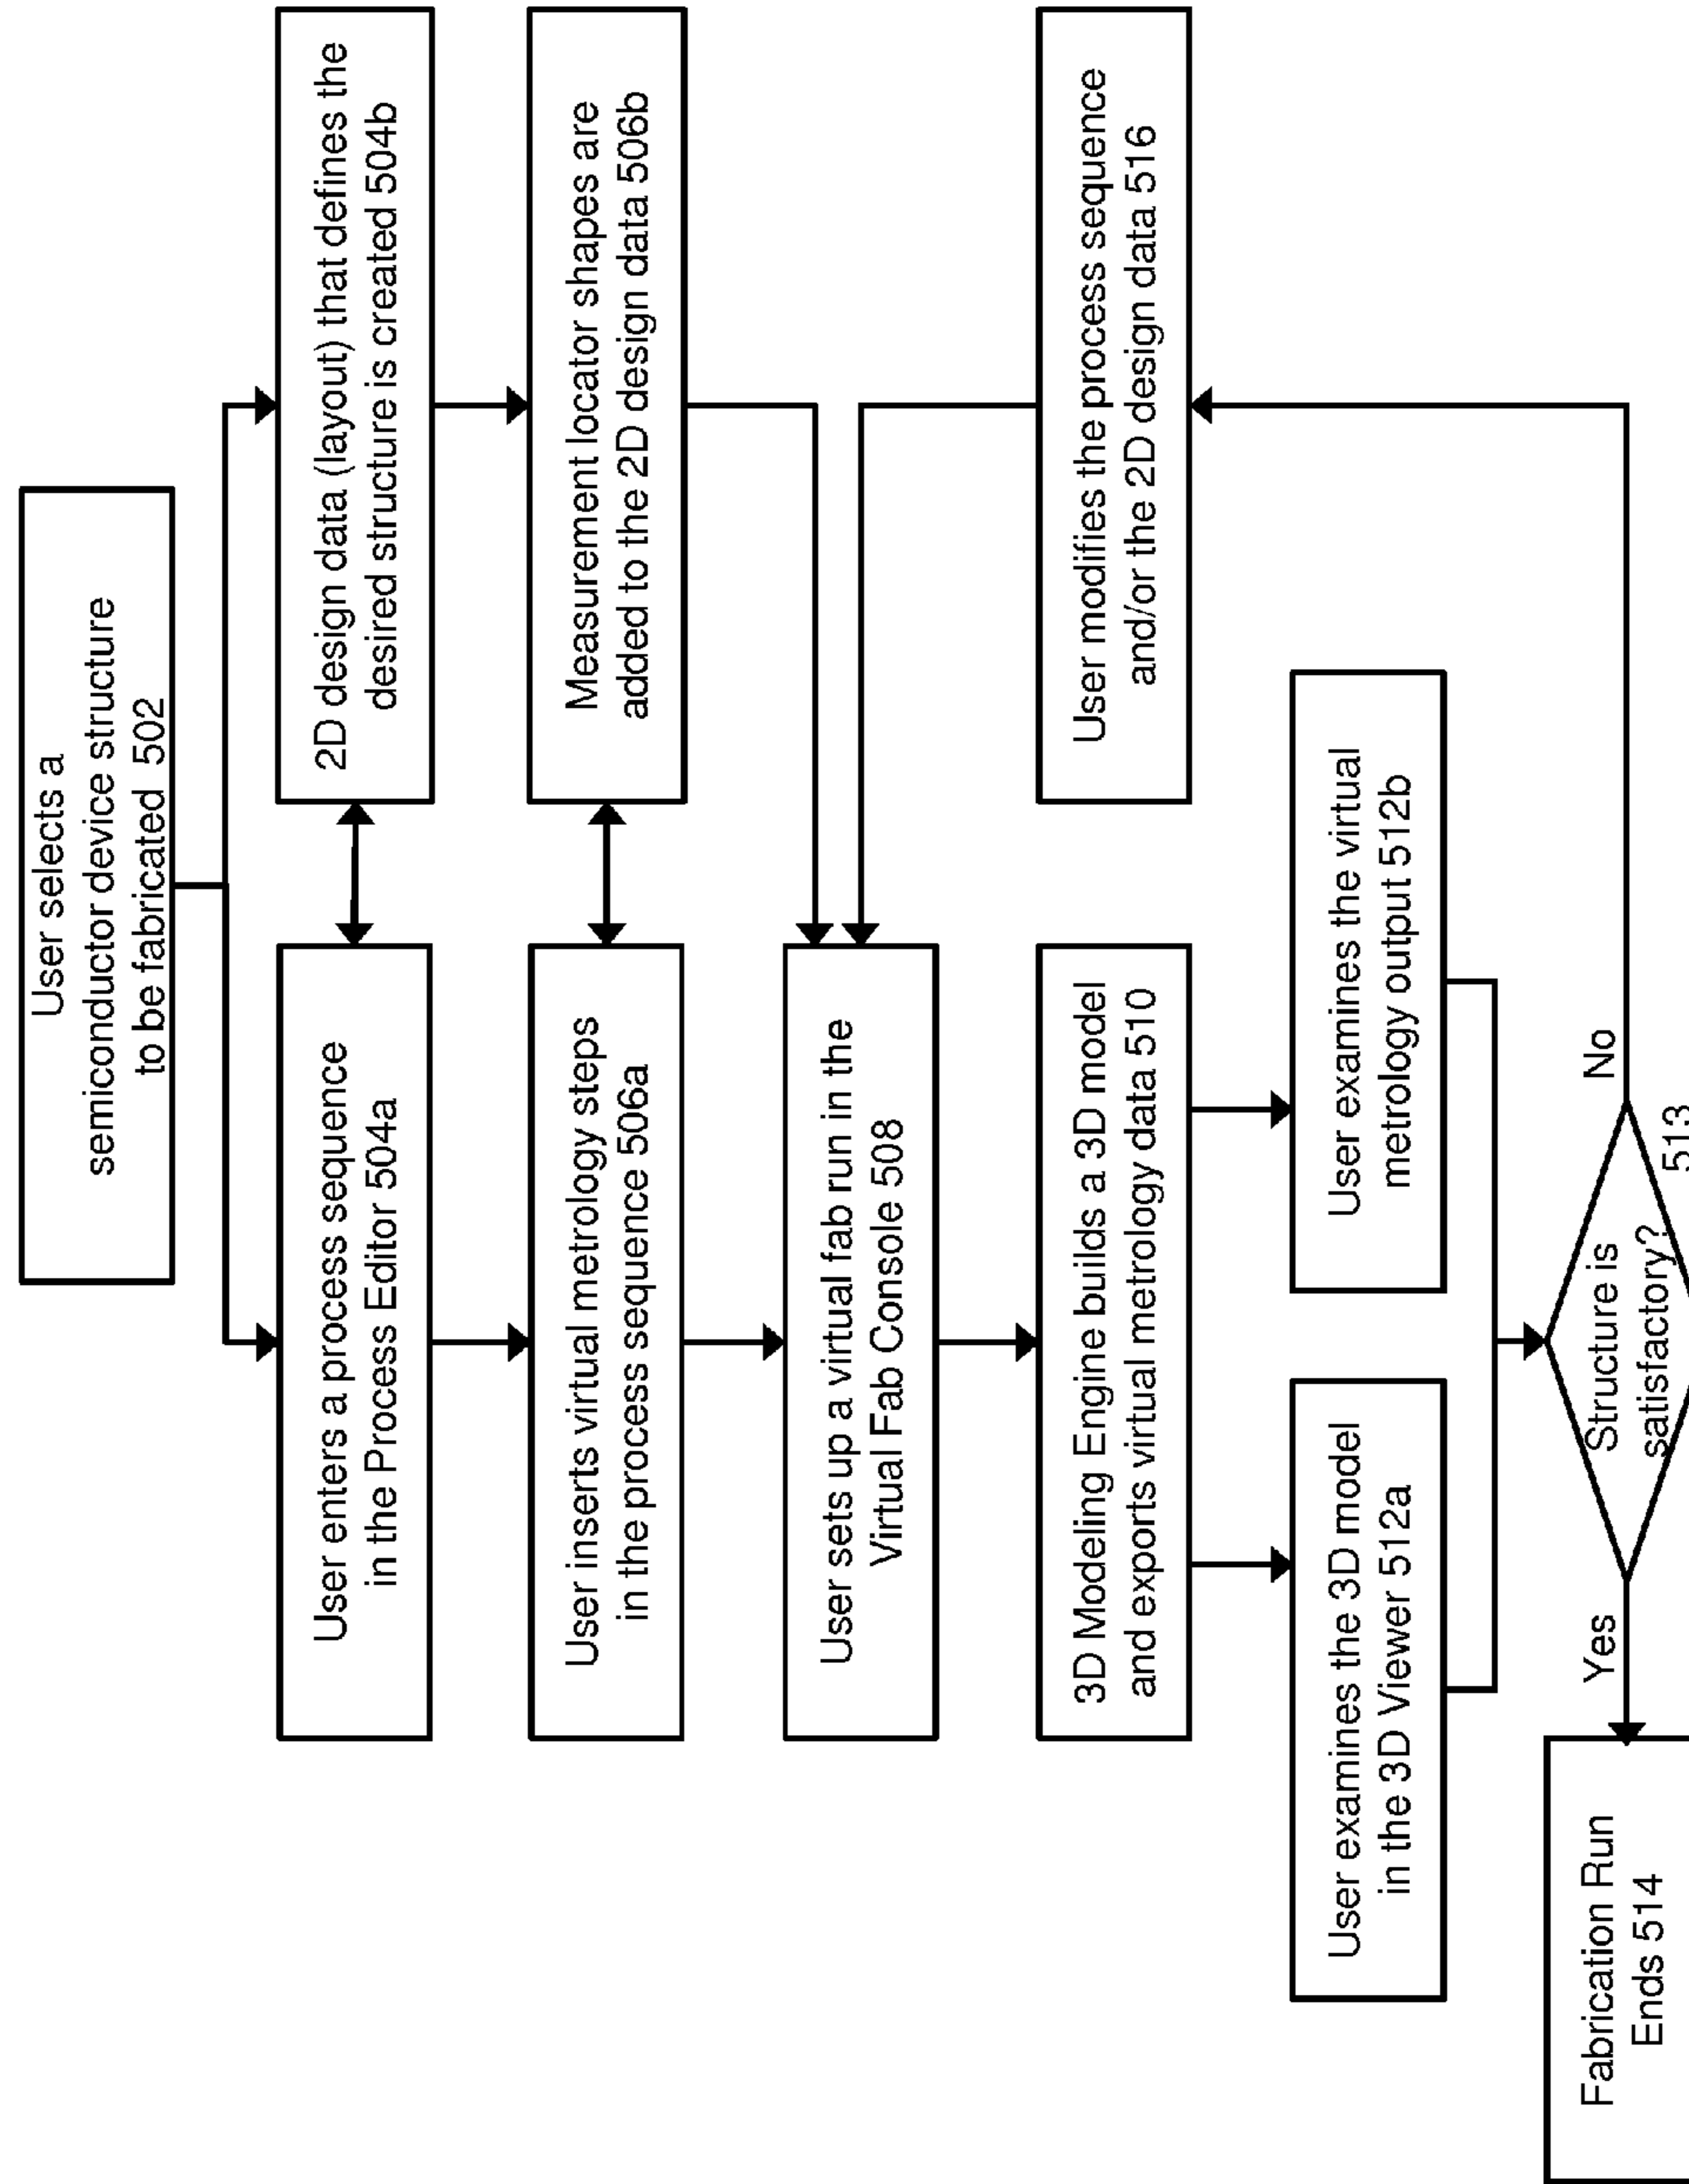 User selects a
semiconductor device structure
to be fabricated 502
User enters a process sequence
in the Process Editor 504a
2D design data (layout) that defines the
desired structure is created 504b
User inserts virtual metrology steps
in the process sequence 506a
Measurement locator shapes are
added to the 2D design data 506b
User sets up a virtual fab run in the
Virtual Fab Console 508
3D Modeling Engine builds a 3D model
and exports virtual metrology data 510
User modifies the process sequence
and/or the 2D design data 516
User examines the 3D model
in the 3D Viewer 512a
User examines the virtual
metrology output 512b
Fabrication Run
Ends 514
Yes
Structure is
satisfactory?
No
513